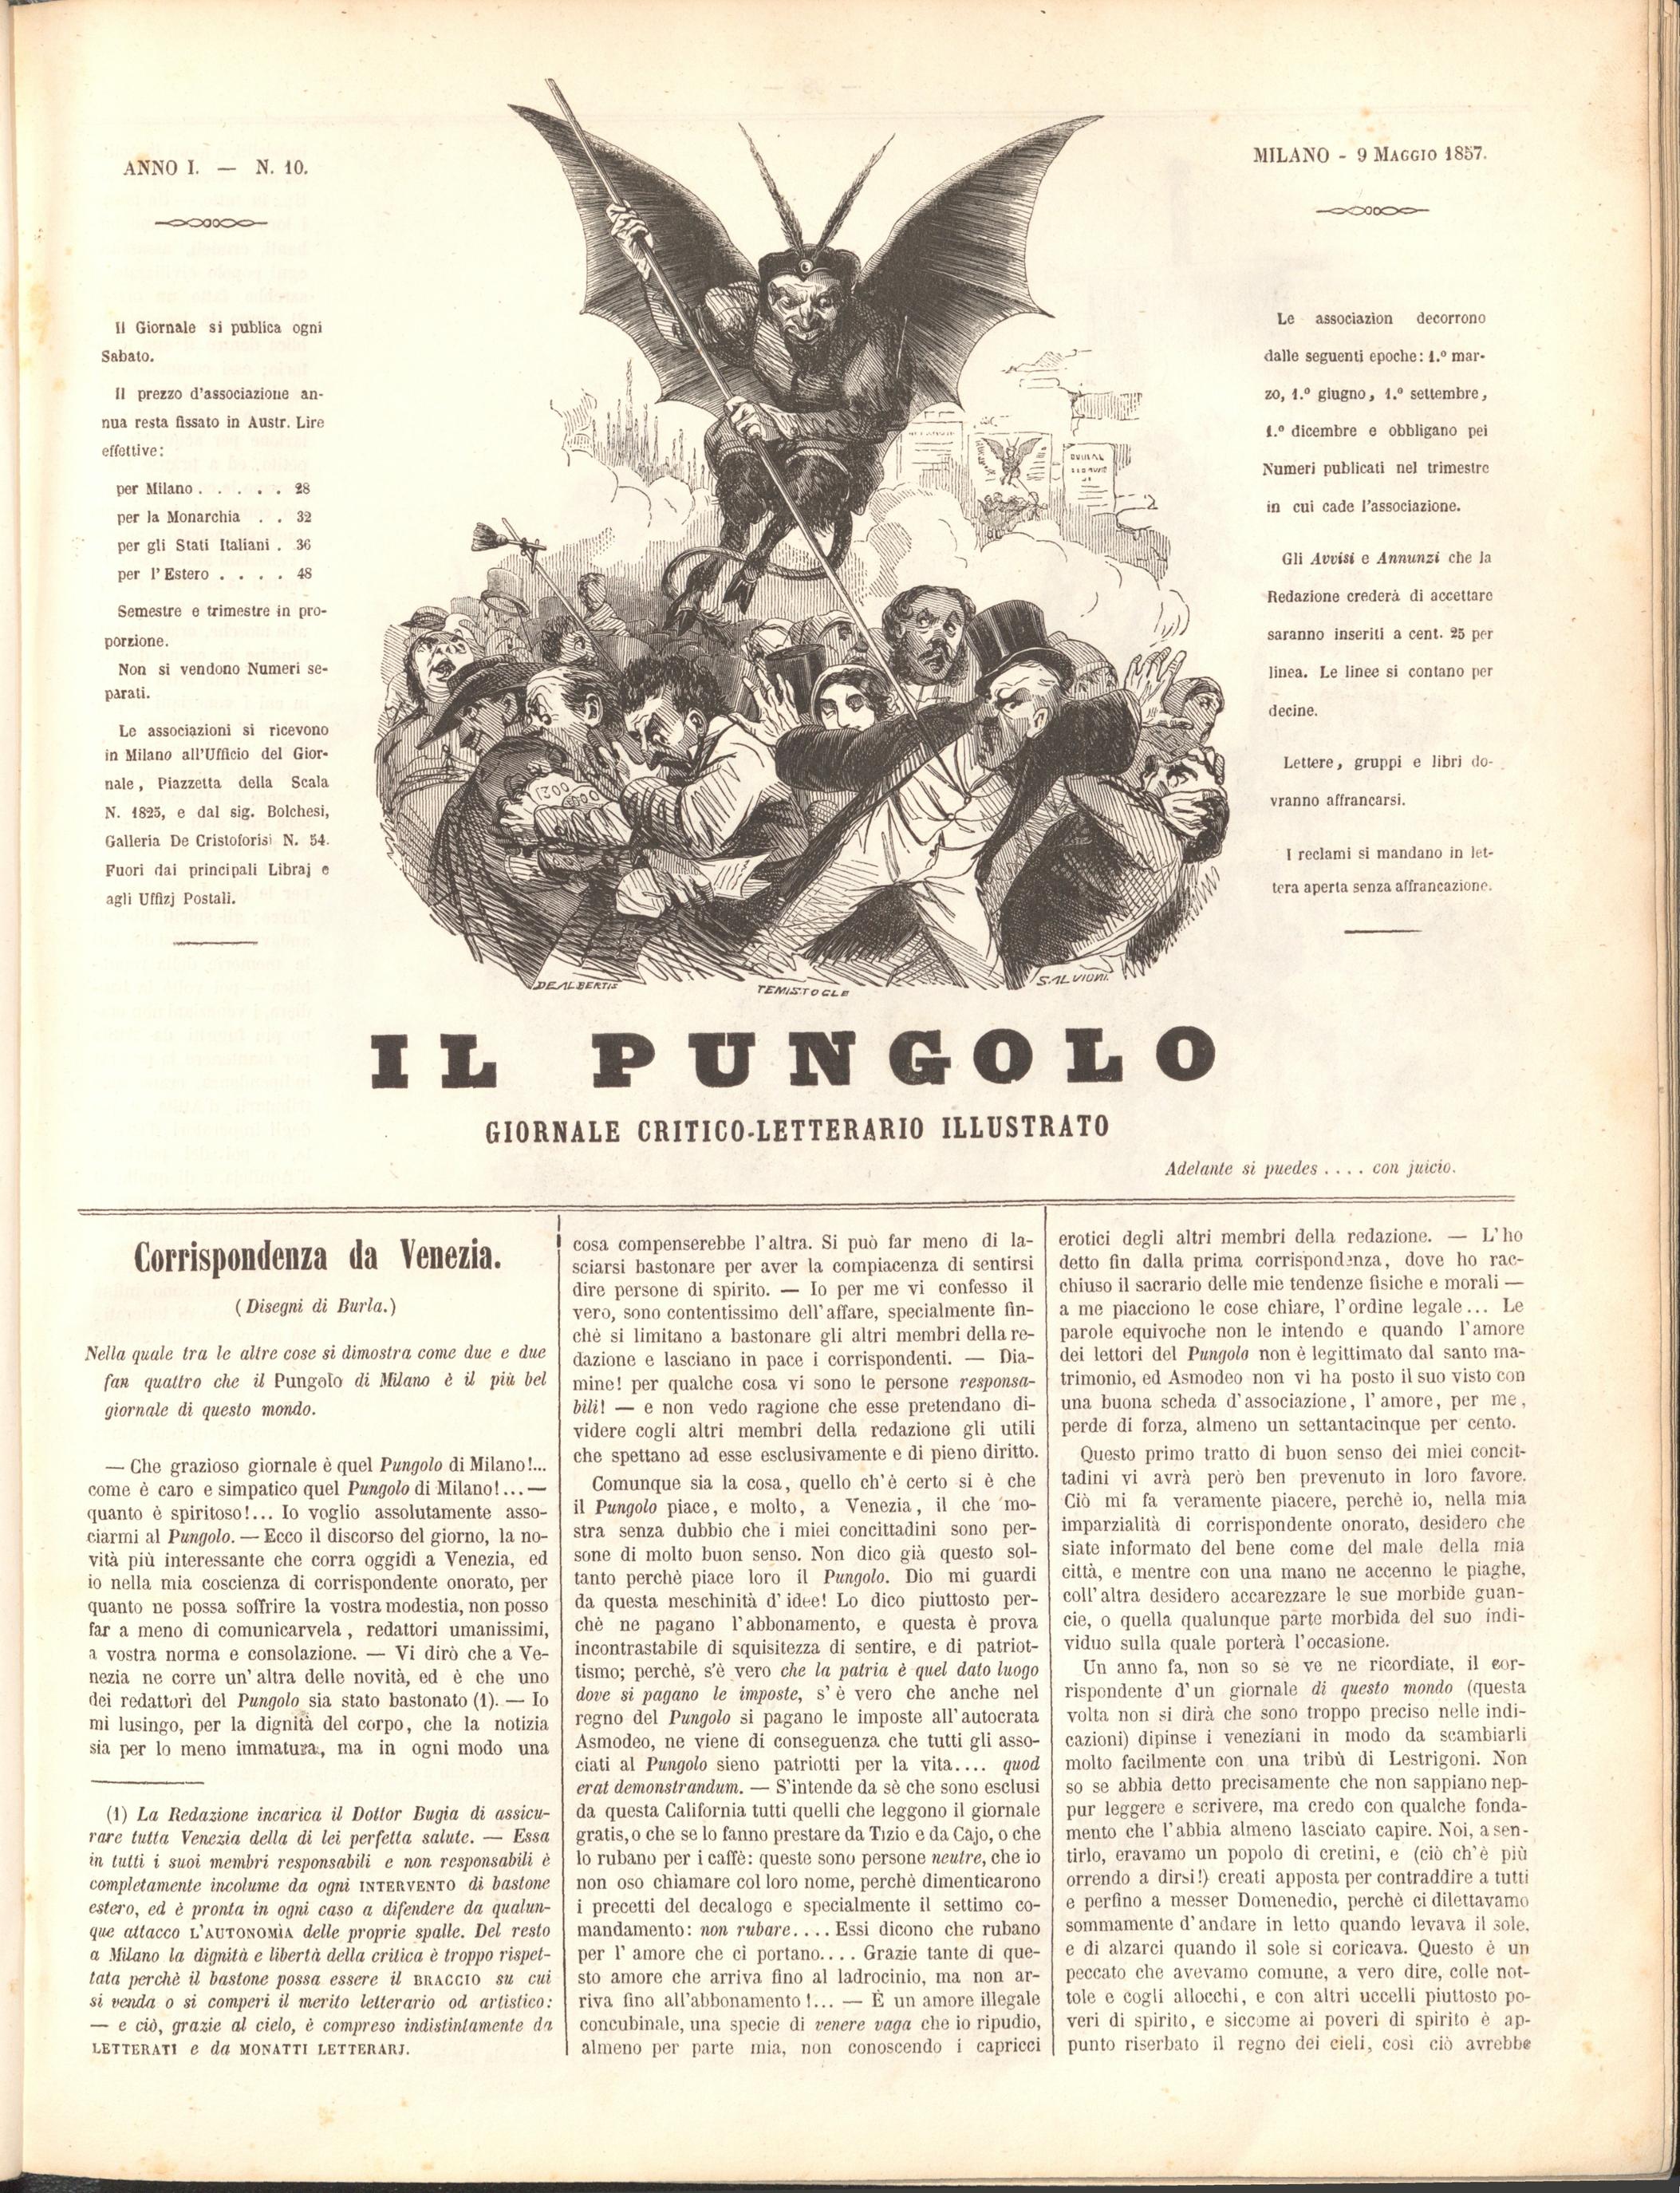 ANNO I. — N. 10.
MILANO - 9 MAGGIO 1857.
Il Giornale si publica ogni
Sabato.
Il prezzo d'associazione an-
nua resta fissato in Austr. Lire
effettive:
per Milano . . . . . 28
per la Monarchia . . 32
per gli Stati Italiani . 36
per l'Estero . . . . 48
Semestre e trimestre in pro-
porzione.
Non si vendono Numeri se-
parati.
Le associazioni si ricevono
in Milano all'Ufficio del Gior-
nale, Piazzetta della Scala
N. 1825, e dal sig. Bolchesi,
Galleria De Cristoforis N. 54.
Fuori dai principali Libraj e
agli Uffizj Postali.
Le associazion decorrono
dalle seguenti epoche: 1.º mar-
zo, 1.º giugno, 1.º settembre,
1.º dicembre e obbligano pei
Numeri publicati nel trimestre
in cui cade l'associazione.
Gli Avvisi e Annunzi che la
Redazione crederà di accettare
saranno inseriti a cent. 25 per
linea. Le linee si contano per
decine.
Lettere, gruppi e libri do-
vranno affrancarsi.
I reclami si mandano in let-
tera aperta senza affrancazione.
DEALBERTIS
TEMISTOCLE
SALVIONI.
IL PUNGOLO
GIORNALE CRITICO-LETTERARIO ILLUSTRATO
Adelante si puedes . . . . con juicio.
Corrispondenza da Venezia.
(Disegni di Burla.)
Nella quale tra le altre cose si dimostra come due e due
fan quattro che il Pungolo di Milano è il più bel
giornale di questo mondo.
— Che grazioso giornale è quel Pungolo di Milano!...
come è caro e simpatico quel Pungolo di Milano!... —
quanto è spiritoso!... Io voglio assolutamente asso-
ciarmi al Pungolo. — Ecco il discorso del giorno, la no-
vità più interessante che corra oggidì a Venezia, ed
io nella mia coscienza di corrispondente onorato, per
quanto ne possa soffrire la vostra modestia, non posso
far a meno di comunicarvela, redattori umanissimi,
a vostra norma e consolazione. — Vi dirò che a Ve-
nezia ne corre un'altra delle novità, ed è che uno
dei redattori del Pungolo sia stato bastonato (1). — Io
mi lusingo, per la dignità del corpo, che la notizia
sia per lo meno immatura, ma in ogni modo una
(1) La Redazione incarica il Dottor Bugia di assicu-
rare tutta Venezia della di lei perfetta salute. — Essa
in tutti i suoi membri responsabili e non responsabili è
completamente incolume da ogni INTERVENTO di bastone
estero, ed è pronta in ogni caso a difendere da qualun-
que attacco L'AUTONOMIA delle proprie spalle. Del resto
a Milano la dignità e libertà della critica è troppo rispet-
tata perchè il bastone possa essere il BRACCIO su cui
si venda o si comperi il merito letterario od artistico:
— e ciò, grazie al cielo, è compreso indistintamente da
LETTERATI e da MONATTI LETTERARJ.
cosa compenserebbe l'altra. Si può far meno di la-
sciarsi bastonare per aver la compiacenza di sentirsi
dire persone di spirito. — Io per me vi confesso il
vero, sono contentissimo dell'affare, specialmente fin-
chè si limitano a bastonare gli altri membri della re-
dazione e lasciano in pace i corrispondenti. — Dia-
mine! per qualche cosa vi sono le persone responsa-
bili! — e non vedo ragione che esse pretendano di-
videre cogli altri membri della redazione gli utili
che spettano ad esse esclusivamente e di pieno diritto.
Comunque sia la cosa, quello ch'è certo si è che
il Pungolo piace, e molto, a Venezia, il che mo-
stra senza dubbio che i miei concittadini sono per-
sone di molto buon senso. Non dico già questo sol-
tanto perchè piace loro il Pungolo. Dio mi guardi
da questa meschinità d'idee! Lo dico piuttosto per-
chè ne pagano l'abbonamento, e questa è prova
incontrastabile di squisitezza di sentire, e di patriot-
tismo; perchè, s'è vero che la patria è quel dato luogo
dove si pagano le imposte, s'è vero che anche nel
regno del Pungolo si pagano le imposte all'autocrata
Asmodeo, ne viene di conseguenza che tutti gli asso-
ciati al Pungolo sieno patriotti per la vita.... quod
erat demonstrandum. — S'intende da sè che sono esclusi
da questa California tutti quelli che leggono il giornale
gratis, o che se lo fanno prestare da Tizio e da Cajo, o che
lo rubano per i caffè: queste sono persone neutre, che io
non oso chiamare col loro nome, perchè dimenticarono
i precetti del decalogo e specialmente il settimo co-
mandamento: non rubare.... Essi dicono che rubano
per l'amore che ci portano.... Grazie tante di que-
sto amore che arriva fino al ladrocinio, ma non ar-
riva fino all'abbonamento!... — È un amore illegale
concubinale, una specie di venere vaga che io ripudio,
almeno per parte mia, non conoscendo i capricci
erotici degli altri membri della redazione. — L'ho
detto fin dalla prima corrispondenza, dove ho rac-
chiuso il sacrario delle mie tendenze fisiche e morali —
a me piacciono le cose chiare, l'ordine legale... Le
parole equivoche non le intendo e quando l'amore
dei lettori del Pungolo non è legittimato dal santo ma-
trimonio, ed Asmodeo non vi ha posto il suo visto con
una buona scheda d'associazione, l'amore, per me,
perde di forza, almeno un settantacinque per cento.
Questo primo tratto di buon senso dei miei concit-
tadini vi avrà però ben prevenuto in loro favore.
Ciò mi fa veramente piacere, perchè io, nella mia
imparzialità di corrispondente onorato, desidero che
siate informato del bene come del male della mia
città, e mentre con una mano ne accenno le piaghe,
coll'altra desidero accarezzare le sue morbide guan-
cie, o quella qualunque parte morbida del suo indi-
viduo sulla quale porterà l'occasione.
Un anno fa, non so se ve ne ricordiate, il cor-
rispondente d'un giornale di questo mondo (questa
volta non si dirà che sono troppo preciso nelle indi-
cazioni) dipinse i veneziani in modo da scambiarli
molto facilmente con una tribù di Lestrigoni. Non
so se abbia detto precisamente che non sappiano nep-
pur leggere e scrivere, ma credo con qualche fonda-
mento che l'abbia almeno lasciato capire. Noi, a sen-
tirlo, eravamo un popolo di cretini, e (ciò ch'è più
orrendo a dirsi!) creati apposta per contraddire a tutti
e perfino a messer Domenedio, perchè ci dilettavamo
sommamente d'andare in letto quando levava il sole,
e di alzarci quando il sole si coricava. Questo è un
peccato che avevamo comune, a vero dire, colle not-
tole e cogli allocchi, e con altri uccelli piuttosto po-
veri di spirito, e siccome ai poveri di spirito è ap-
punto riserbato il regno dei cieli, così ciò avrebbe